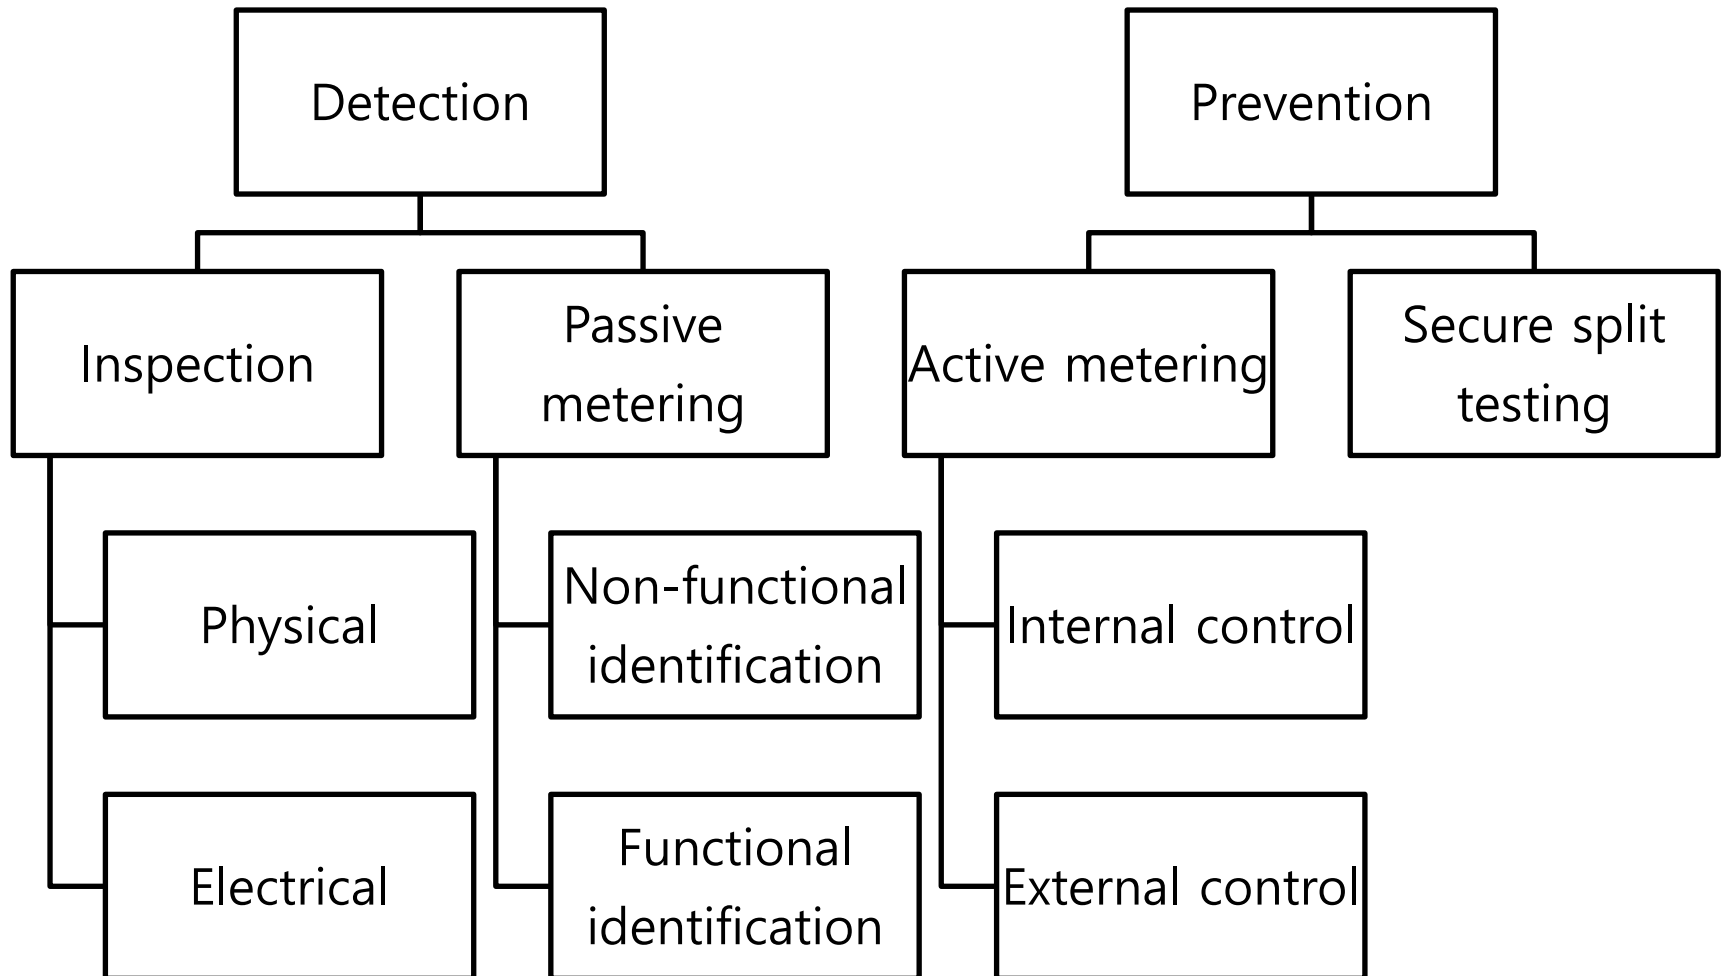 Detection
Prevention
Inspection
Passive
metering
Active metering
Secure split
testing
Physical
Non-functional
identification
Internal control
Electrical
Functional
identification
External control